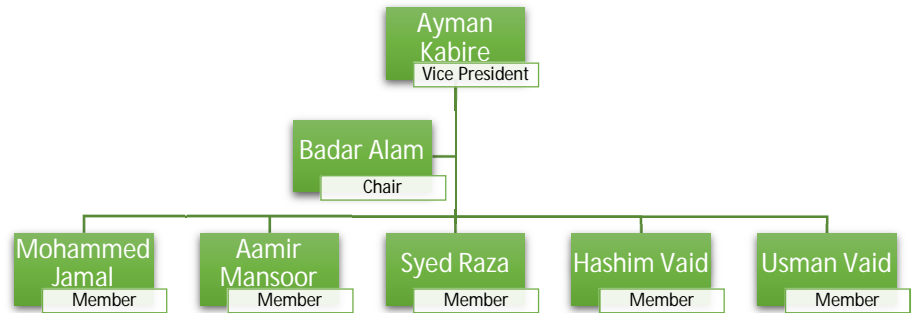 Ayman
Kabire
Vice President
Badar Alam
Chair
Mohammed
Jamal
Member
Aamir
Mansoor
Member
Syed Raza
Member
Hashim Vaid
Member
Usman Vaid
Member